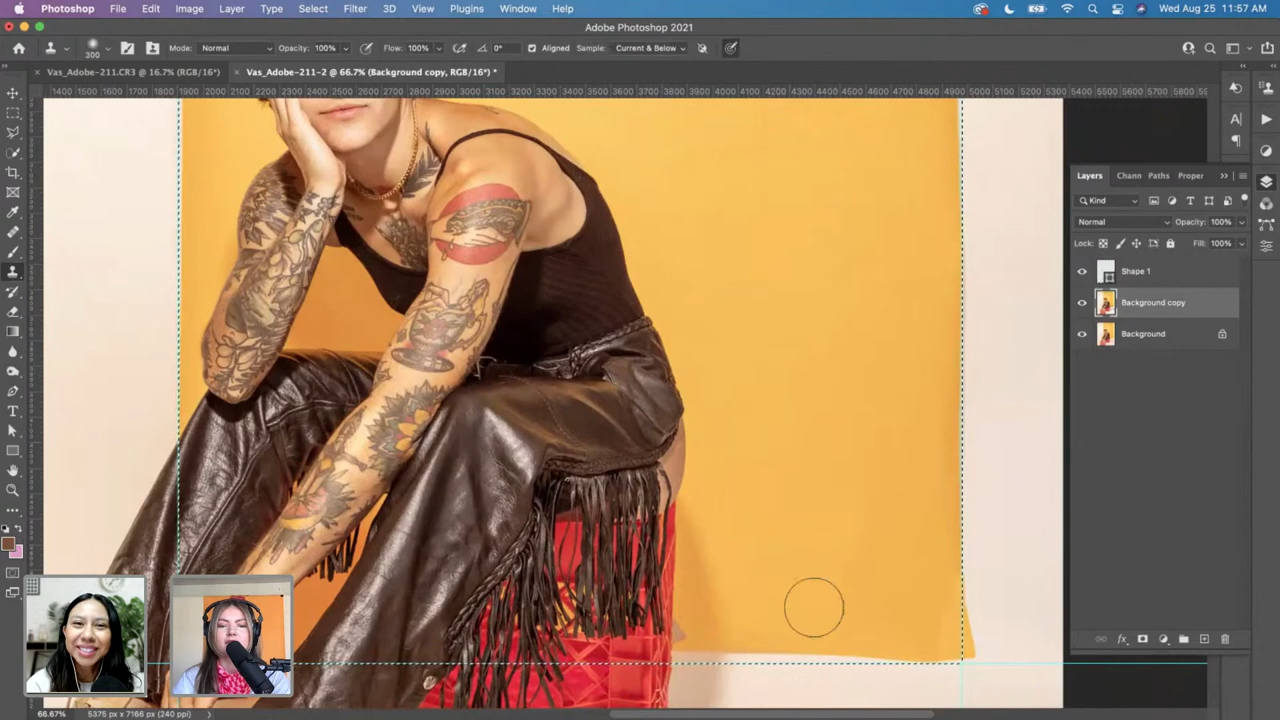 Photoshop File Edit Image Layer Type Select Filter 3D View Plugins Window Help Wed Aug 25 11:57 AM
Adobe Photoshop 2021
300 Mode: Normal Opacity: 100% Flow: 100% 0° Aligned Sample: Current & Below
Vas_Adobe-211.CR3 @ 16.7% (RGB/16*) Vas_Adobe-211-2 @ 66.7% (Background copy, RGB/16*) *
1400 1500 1600 1700 1800 1900 2000 2100 2200 2300 2400 2500 2600 2700 2800 2900 3000 3100 3200 3300 3400 3500 3600 3700 3800 3900 4000 4100 4200 4300 4400 4500 4600 4700 4800 4900 5000 5100 5200 5300 5400 5500 5600 5700 580
Layers Chann Paths Proper
Kind
Normal Opacity: 100%
Lock: Fill: 100%
Shape 1
Background copy
Background
fx
66.67% 5375 px x 7166 px (240 ppi)